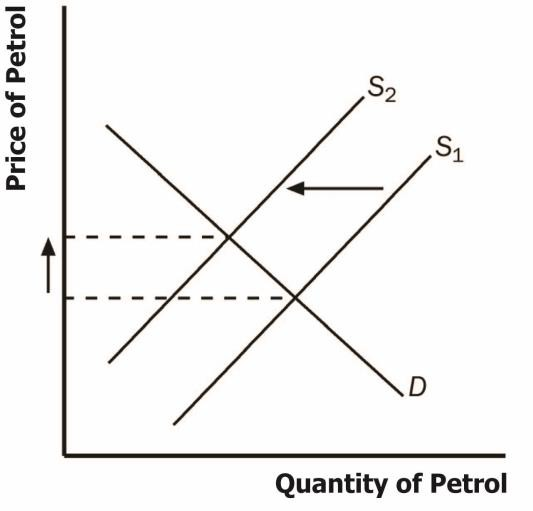 Price of Petrol
S₂
S₁
D
Quantity of Petrol